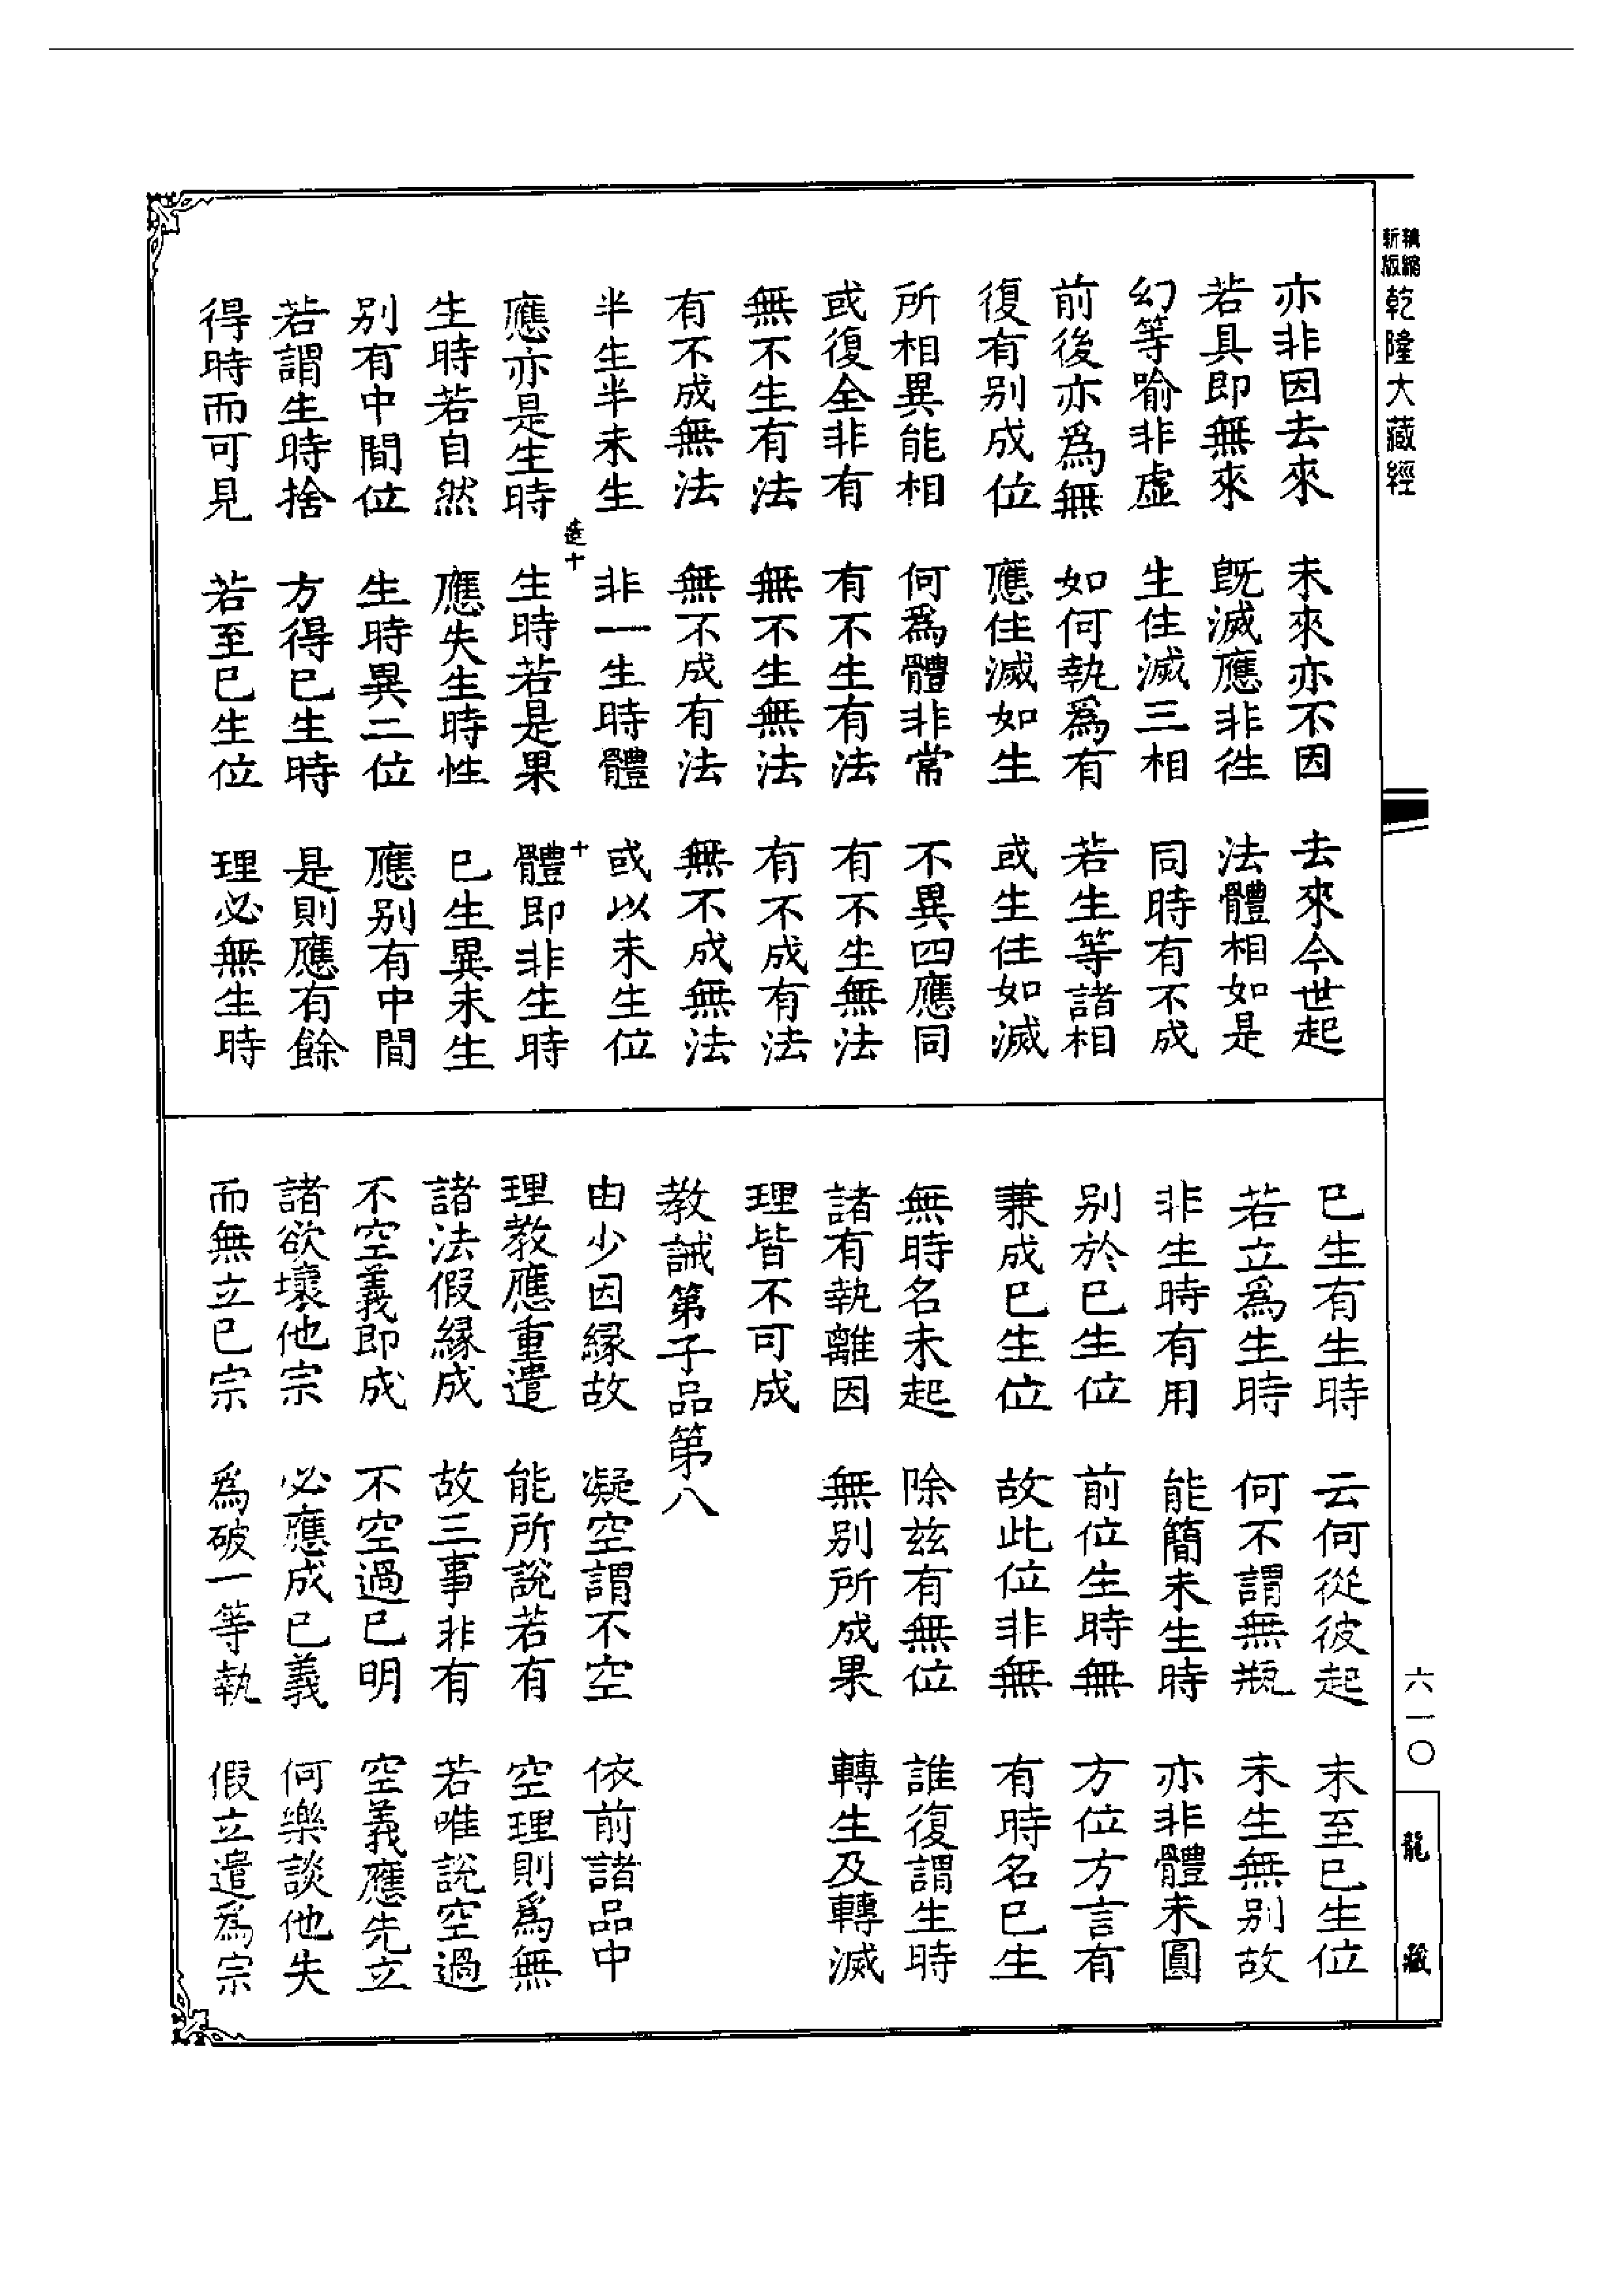 新版精縮
乾隆大藏經
亦非因去來　未來亦不因　去來今世起
若具即無來　旣滅應非徃　法體相如是
幻等喻非虛　生住滅三相　同時有不成
前後亦爲無　如何執爲有　若生等諸相
復有别成位　應住滅如生　或生住如滅
所相異能相　何爲體非常　不異四應同
或復全非有　有不生有法　有不生無法
無不生有法　無不生無法　有不成有法
有不成無法　無不成有法　無不成無法
半生半未生　非一生時體　或以未生位
十
十
應亦是生時　生時若是果　體即非生時
生時若自然　應失生時性　已生異未生
别有中間位　生時異二位　應别有中間
若謂生時捨　方得已生時　是則應有餘
得時而可見　若至已生位　理必無生時
已生有生時　云何從彼起　未至已生位
若立爲生時　何不謂無瓶　未生無别故
非生時有用　能簡未生時　亦非體未圓
别於已生位　前位生時無　方位方言有
兼成已生位　故此位非無　有時名已生
無時名未起　除兹有無位　誰復謂生時
諸有執離因　無别所成果　轉生及轉滅
理皆不可成
教誡第子品第八
由少因縁故　凝空謂不空　依前諸品中
理教應重遣　能所說若有　空理則爲無
諸法假縁成　故三事非有　若唯說空過
不空義即成　不空過已明　空義應先立
諸欲壞他宗　必應成已義　何樂談他失
而無立已宗　爲破一等執　假立遣爲宗
六一〇
龍藏